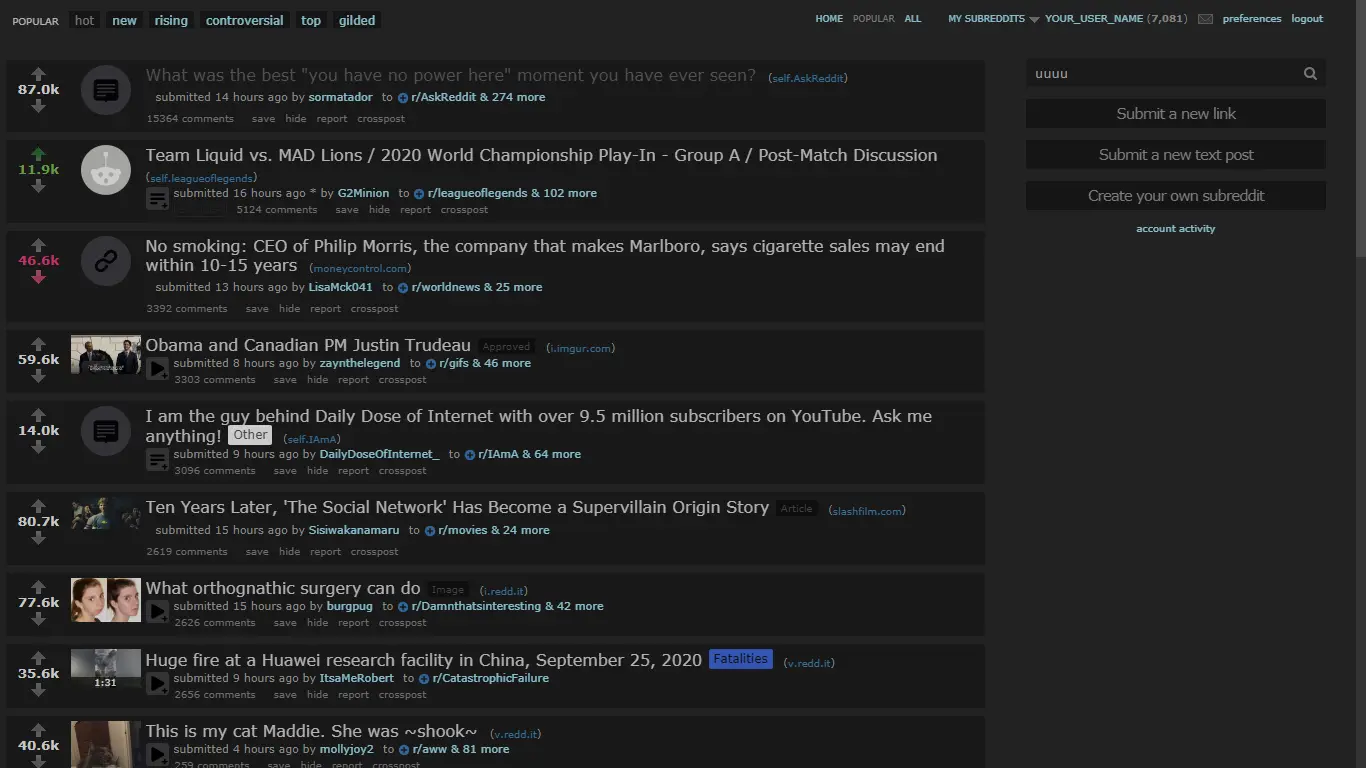 POPULAR hot new rising controversial top gilded
HOME POPULAR ALL MY SUBREDDITS YOUR_USER_NAME (7,081) preferences logout
87.0k
What was the best "you have no power here" moment you have ever seen? (self.AskReddit)
submitted 14 hours ago by sormatador to r/AskReddit & 274 more
15364 comments save hide report crosspost
11.9k
Team Liquid vs. MAD Lions / 2020 World Championship Play-In - Group A / Post-Match Discussion
(self.leagueoflegends)
submitted 16 hours ago * by G2Minion to r/leagueoflegends & 102 more
5124 comments save hide report crosspost
46.6k
No smoking: CEO of Philip Morris, the company that makes Marlboro, says cigarette sales may end
within 10-15 years (moneycontrol.com)
submitted 13 hours ago by LisaMck041 to r/worldnews & 25 more
3392 comments save hide report crosspost
59.6k
Obama and Canadian PM Justin Trudeau Approved (i.imgur.com)
submitted 8 hours ago by zaynthelegend to r/gifs & 46 more
3303 comments save hide report crosspost
14.0k
I am the guy behind Daily Dose of Internet with over 9.5 million subscribers on YouTube. Ask me
anything! Other (self.IAmA)
submitted 9 hours ago by DailyDoseOfInternet_ to r/IAmA & 64 more
3096 comments save hide report crosspost
80.7k
Ten Years Later, 'The Social Network' Has Become a Supervillain Origin Story Article (slashfilm.com)
submitted 15 hours ago by Sisiwakanamaru to r/movies & 24 more
2619 comments save hide report crosspost
77.6k
What orthognathic surgery can do Image (i.redd.it)
submitted 15 hours ago by burgpug to r/Damnthatsinteresting & 42 more
2626 comments save hide report crosspost
35.6k
1:31
Huge fire at a Huawei research facility in China, September 25, 2020 Fatalities (v.redd.it)
submitted 9 hours ago by ItsaMeRobert to r/CatastrophicFailure
2656 comments save hide report crosspost
40.6k
This is my cat Maddie. She was ~shook~ (v.redd.it)
submitted 4 hours ago by mollyjoy2 to r/aww & 81 more
259 comments save hide report crosspost
uuuu
Submit a new link
Submit a new text post
Create your own subreddit
account activity